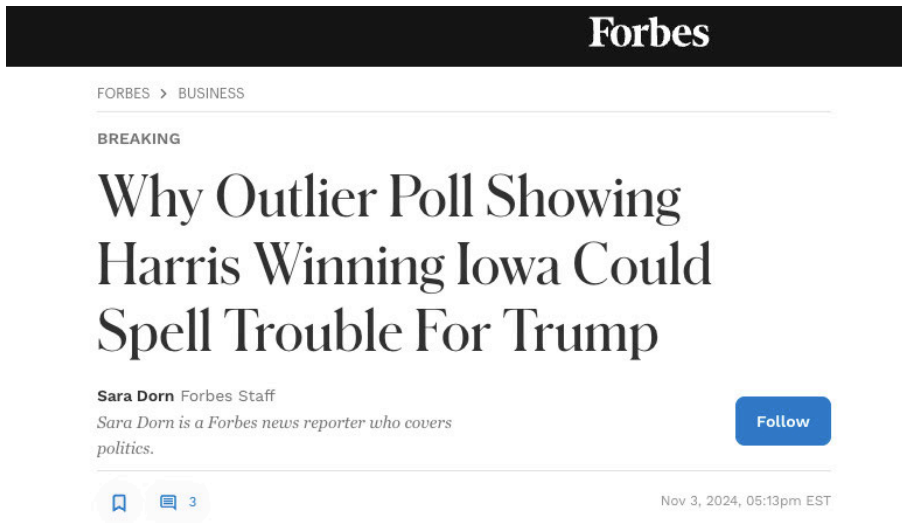 Forbes
FORBES > BUSINESS
BREAKING
Why Outlier Poll Showing
Harris Winning Iowa Could
Spell Trouble For Trump
Sara Dorn Forbes Staff
Sara Dorn is a Forbes news reporter who covers
politics.
Follow
3
Nov 3, 2024, 05:13pm EST